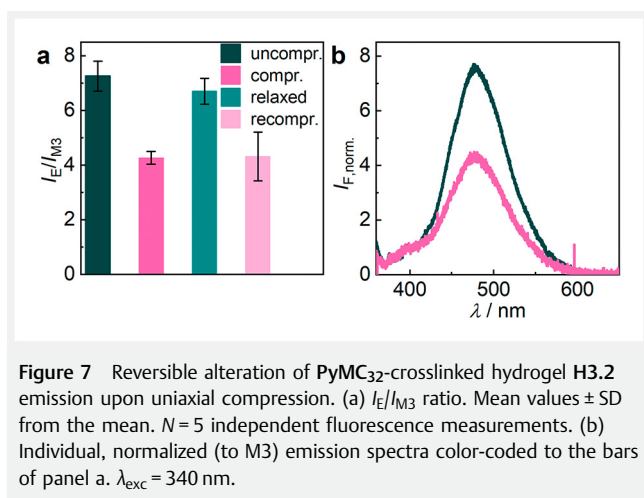 a
8
6
4
2
0
I_E/I_M3
uncompr.
compr.
relaxed
recompr.
b
8
6
4
2
0
I_F,norm.
400 500 600
λ / nm
Figure 7 Reversible alteration of PyMC₃₂-crosslinked hydrogel H3.2
emission upon uniaxial compression. (a) I_E/I_M3 ratio. Mean values ± SD
from the mean. N = 5 independent fluorescence measurements. (b)
Individual, normalized (to M3) emission spectra color-coded to the bars
of panel a. λ_exc = 340 nm.